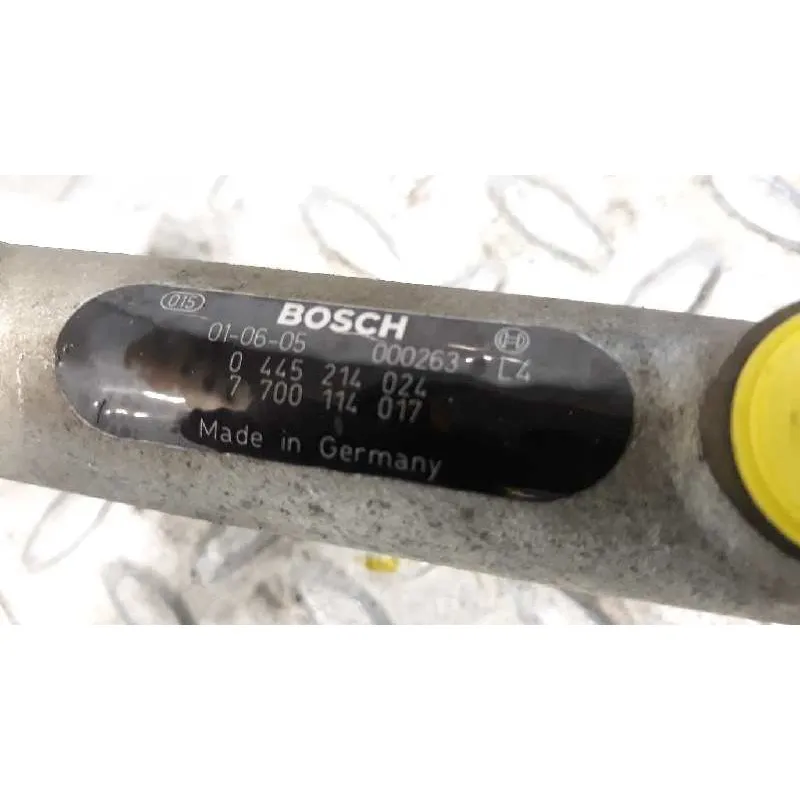 015 BOSCH
01-06-05 000263 L4
0 445 214 024
7 700 114 017
Made in Germany